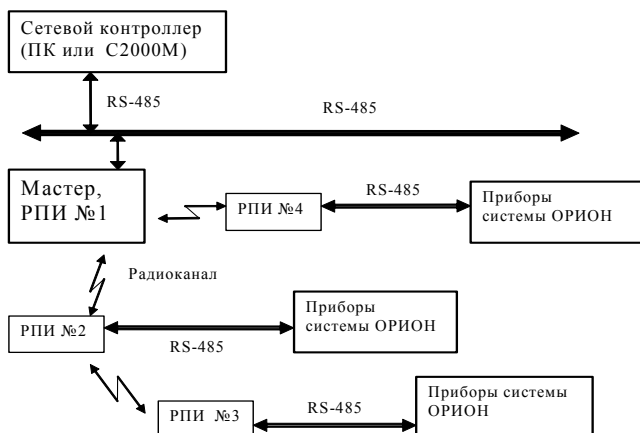 Сетевой контроллер
(ПК или С2000М)
RS-485
RS-485
Мастер,
РПИ №1
РПИ №4
RS-485
Приборы
системы ОРИОН
Радиоканал
РПИ №2
RS-485
Приборы
системы ОРИОН
РПИ №3
RS-485
Приборы системы
ОРИОН